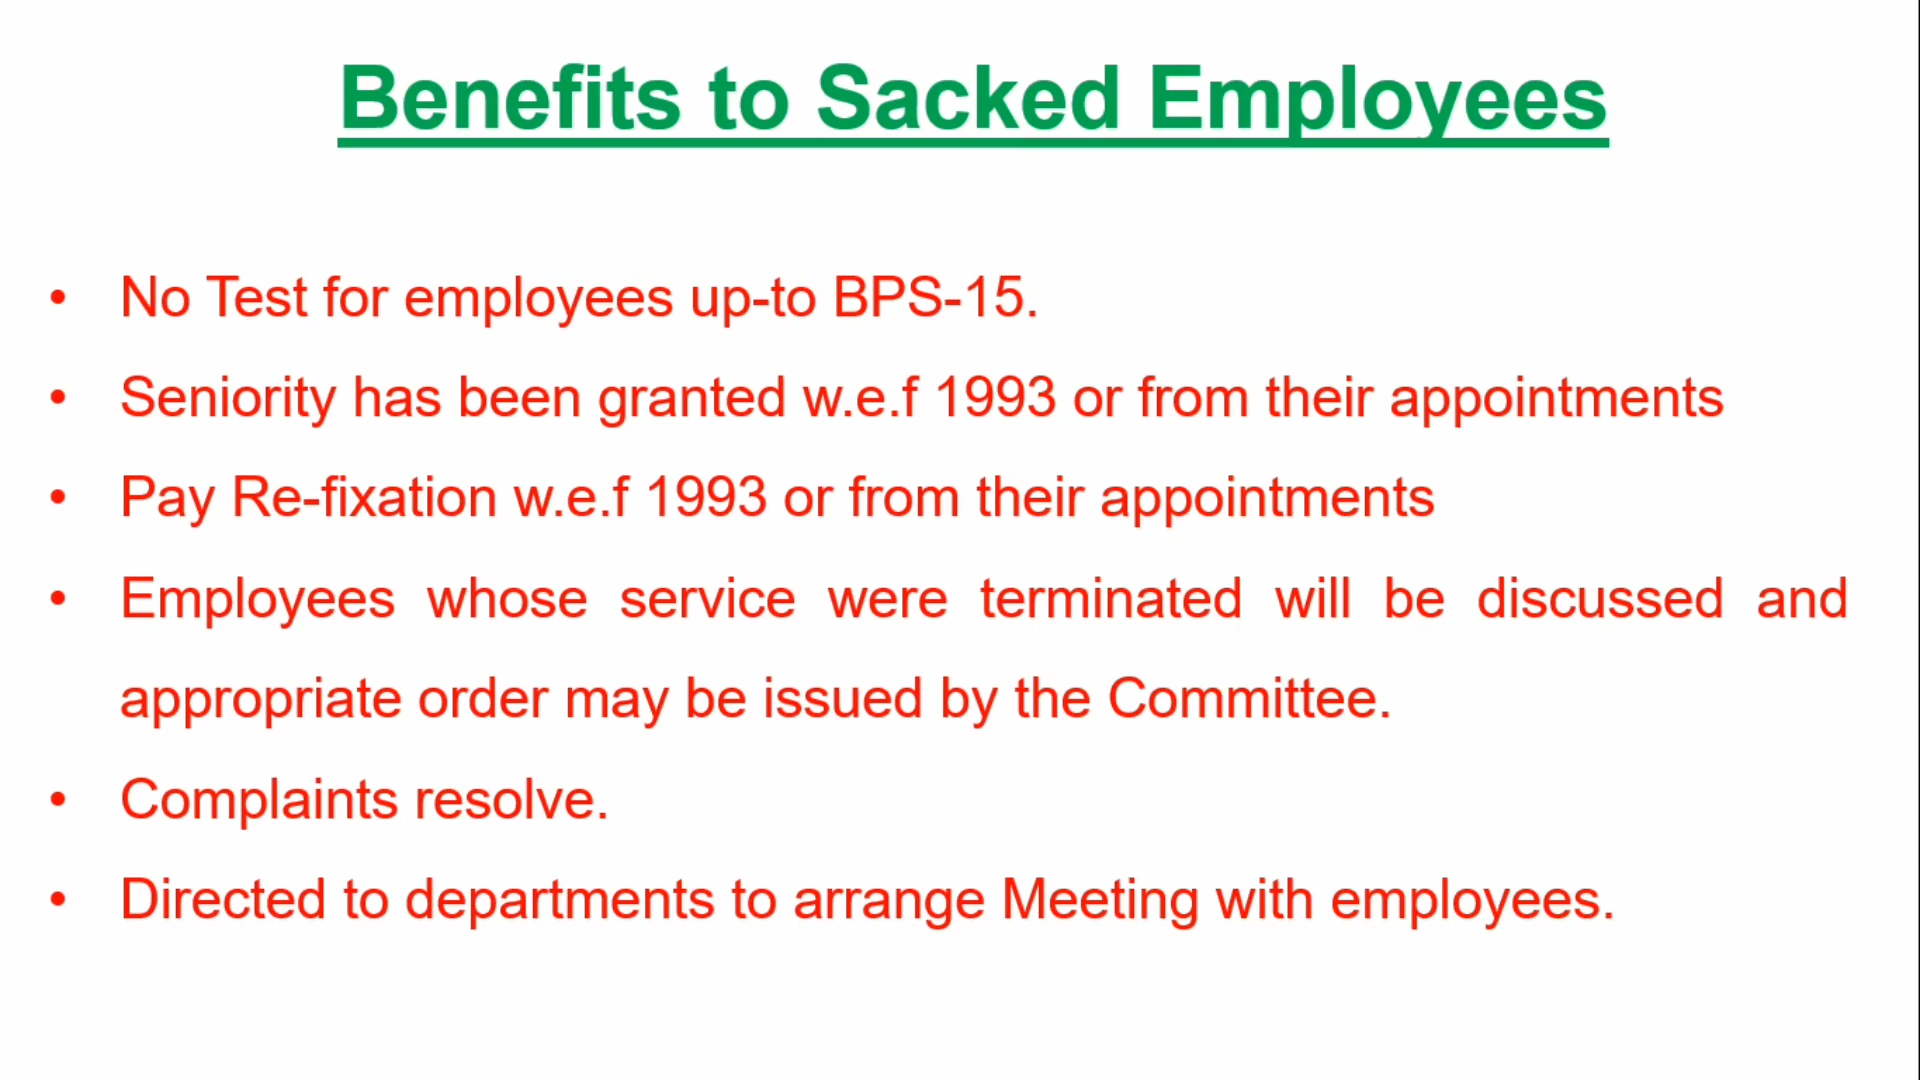 Benefits to Sacked Employees
• No Test for employees up-to BPS-15.
• Seniority has been granted w.e.f 1993 or from their appointments
• Pay Re-fixation w.e.f 1993 or from their appointments
• Employees whose service were terminated will be discussed and
appropriate order may be issued by the Committee.
• Complaints resolve.
• Directed to departments to arrange Meeting with employees.